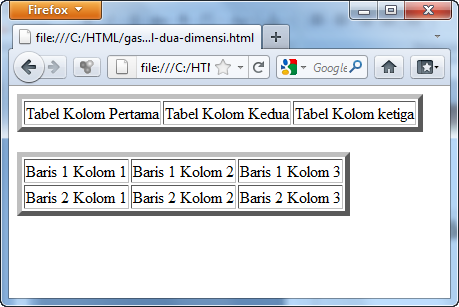 Firefox
file:///C:/HTML/gas...l-dua-dimensi.html
file:///C:/HTM
Google
Tabel Kolom Pertama Tabel Kolom Kedua Tabel Kolom ketiga
Baris 1 Kolom 1 Baris 1 Kolom 2 Baris 1 Kolom 3
Baris 2 Kolom 1 Baris 2 Kolom 2 Baris 2 Kolom 3